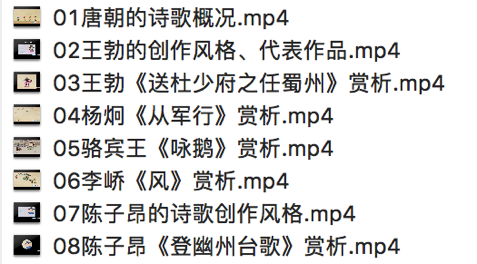 01唐朝的诗歌概况.mp4
02王勃的创作风格、代表作品.mp4
03王勃《送杜少府之任蜀州》赏析.mp4
04杨炯《从军行》赏析.mp4
05骆宾王《咏鹅》赏析.mp4
06李峤《风》赏析.mp4
07陈子昂的诗歌创作风格.mp4
08陈子昂《登幽州台歌》赏析.mp4